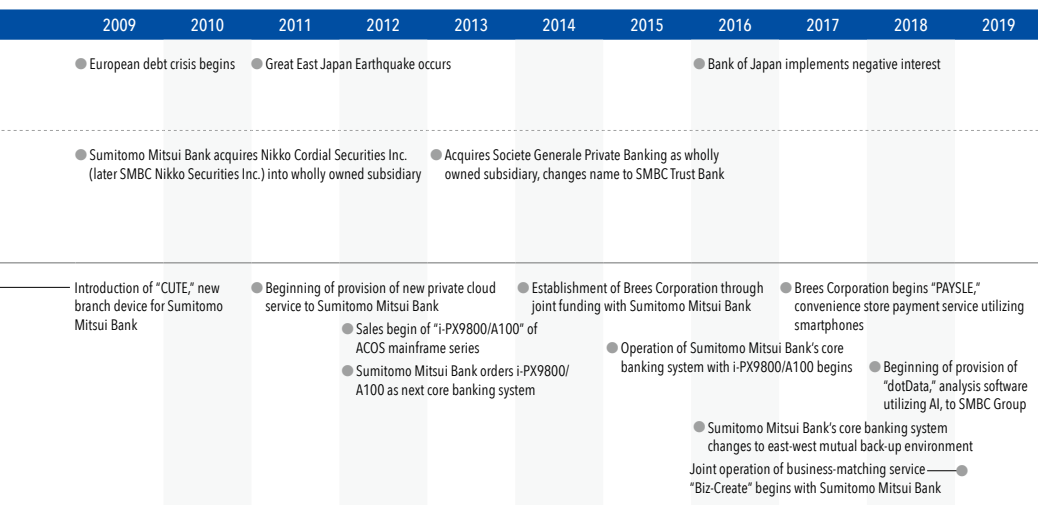 2009 2010 2011 2012 2013 2014 2015 2016 2017 2018 2019
European debt crisis begins
Great East Japan Earthquake occurs
Bank of Japan implements negative interest
Sumitomo Mitsui Bank acquires Nikko Cordial Securities Inc.
(later SMBC Nikko Securities Inc.) into wholly owned subsidiary
Acquires Societe Generale Private Banking as wholly
owned subsidiary, changes name to SMBC Trust Bank
Introduction of “CUTE,” new
branch device for Sumitomo
Mitsui Bank
Beginning of provision of new private cloud
service to Sumitomo Mitsui Bank
Sales begin of “i-PX9800/A100” of
ACOS mainframe series
Sumitomo Mitsui Bank orders i-PX9800/
A100 as next core banking system
Establishment of Brees Corporation through
joint funding with Sumitomo Mitsui Bank
Operation of Sumitomo Mitsui Bank’s core
banking system with i-PX9800/A100 begins
Sumitomo Mitsui Bank’s core banking system
changes to east-west mutual back-up environment
Joint operation of business-matching service
“Biz-Create” begins with Sumitomo Mitsui Bank
Brees Corporation begins “PAYSLE,”
convenience store payment service utilizing
smartphones
Beginning of provision of
“dotData,” analysis software
utilizing AI, to SMBC Group